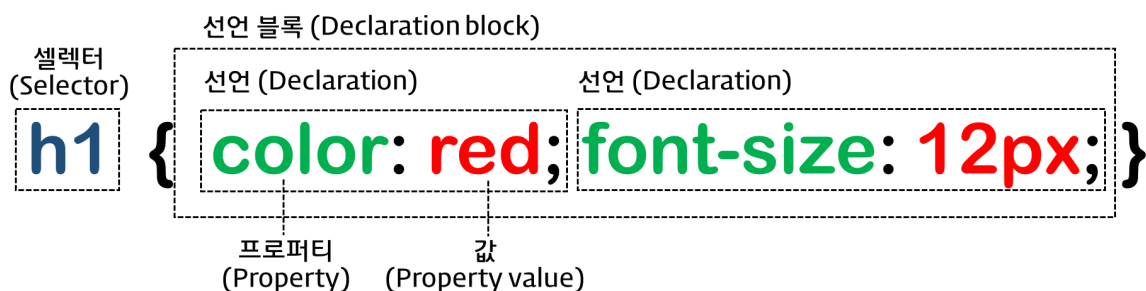 선언 블록 (Declaration block)
셀렉터
(Selector)
선언 (Declaration) 선언 (Declaration)
h1 { color: red; font-size: 12px; }
프로퍼티 값
(Property) (Property value)